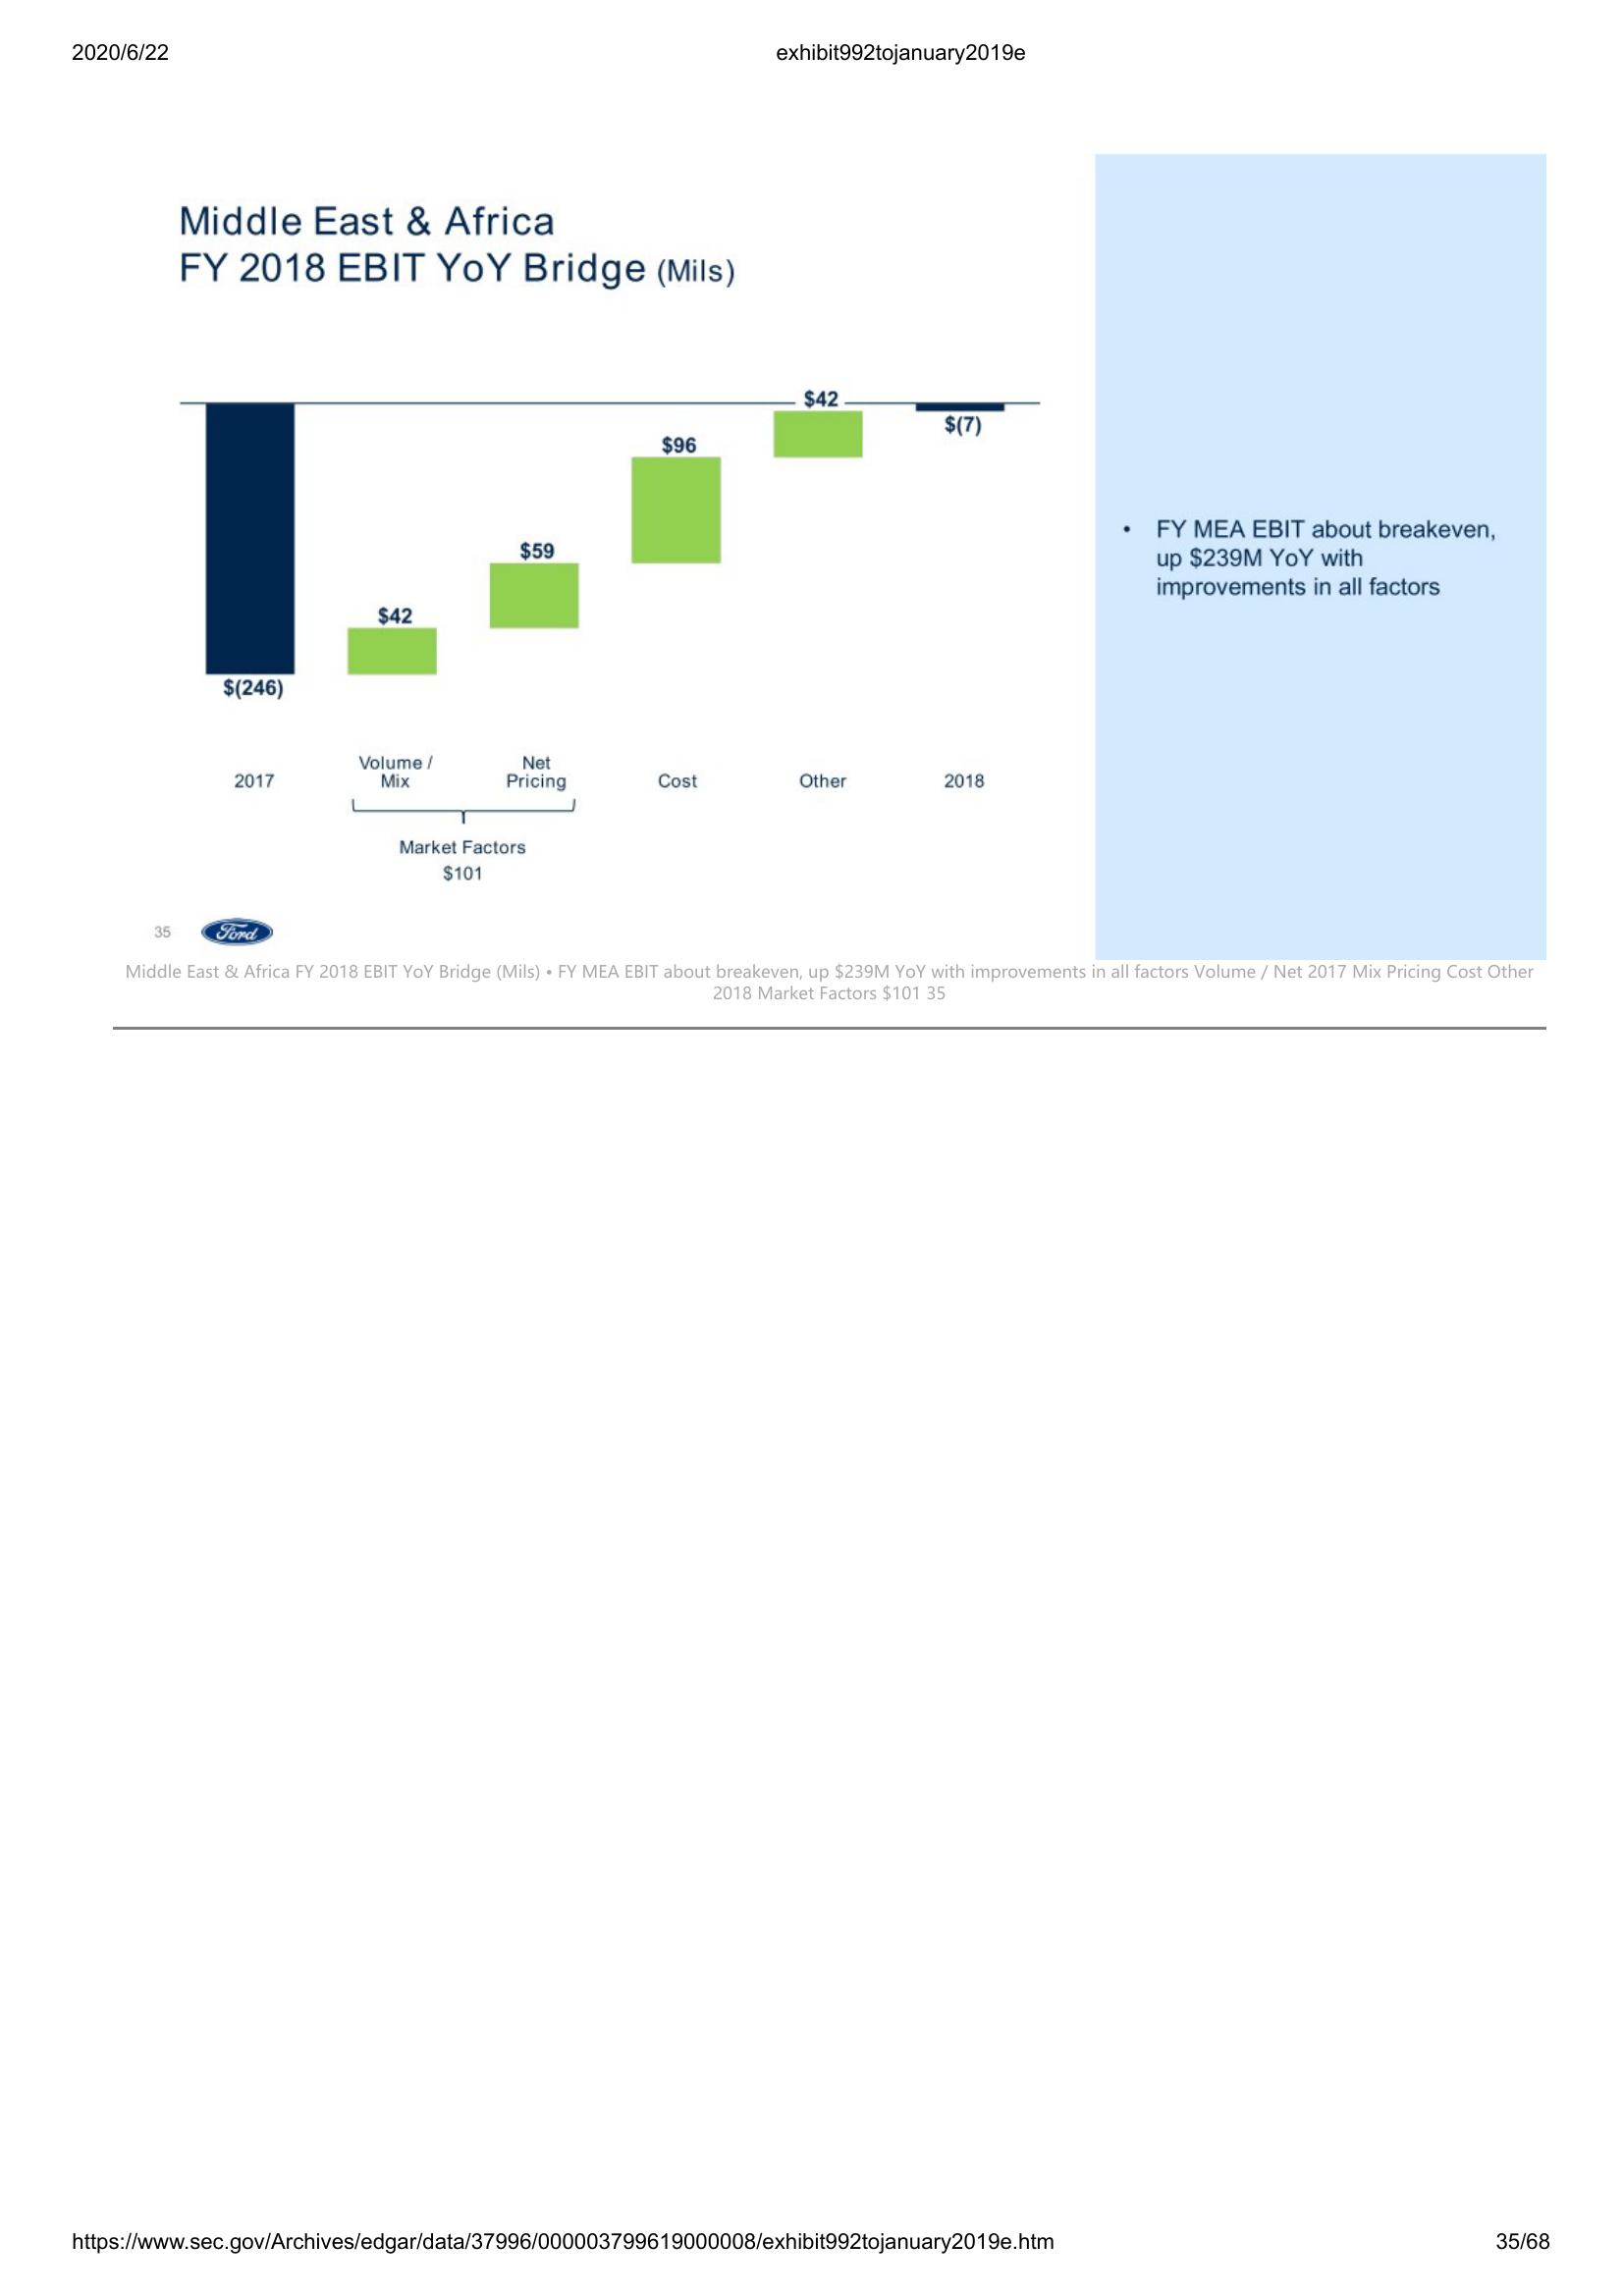 2020/6/22
exhibit992tojanuary2019e
Middle East & Africa
FY 2018 EBIT YoY Bridge (Mils)
$(246)
$42
$59
$96
$42
$(7)
2017
Volume /
Mix
Net
Pricing
Cost
Other
2018
Market Factors
$101
• FY MEA EBIT about breakeven,
up $239M YoY with
improvements in all factors
35
Ford
Middle East & Africa FY 2018 EBIT YoY Bridge (Mils) • FY MEA EBIT about breakeven, up $239M YoY with improvements in all factors Volume / Net 2017 Mix Pricing Cost Other
2018 Market Factors $101 35
https://www.sec.gov/Archives/edgar/data/37996/000003799619000008/exhibit992tojanuary2019e.htm
35/68